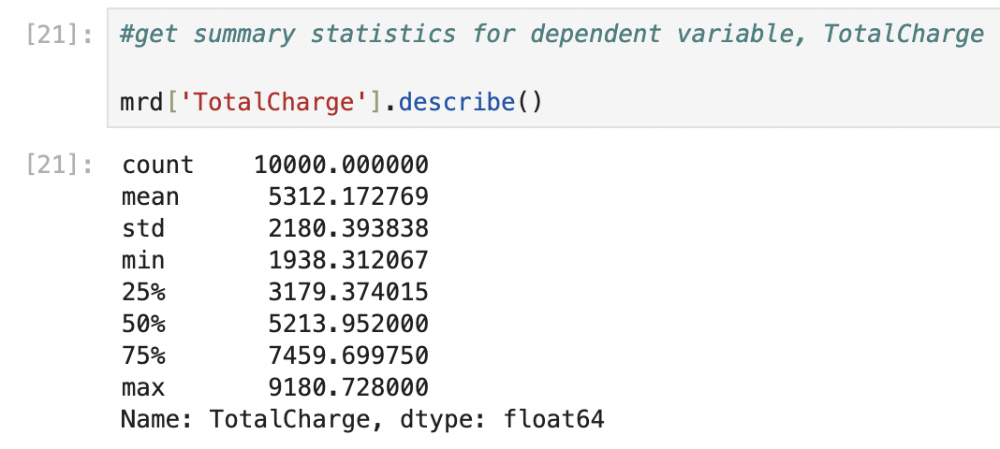 [21]: #get summary statistics for dependent variable, TotalCharge
mrd['TotalCharge'].describe()
[21]: count    10000.000000
mean      5312.172769
std       2180.393838
min       1938.312067
25%       3179.374015
50%       5213.952000
75%       7459.699750
max       9180.728000
Name: TotalCharge, dtype: float64